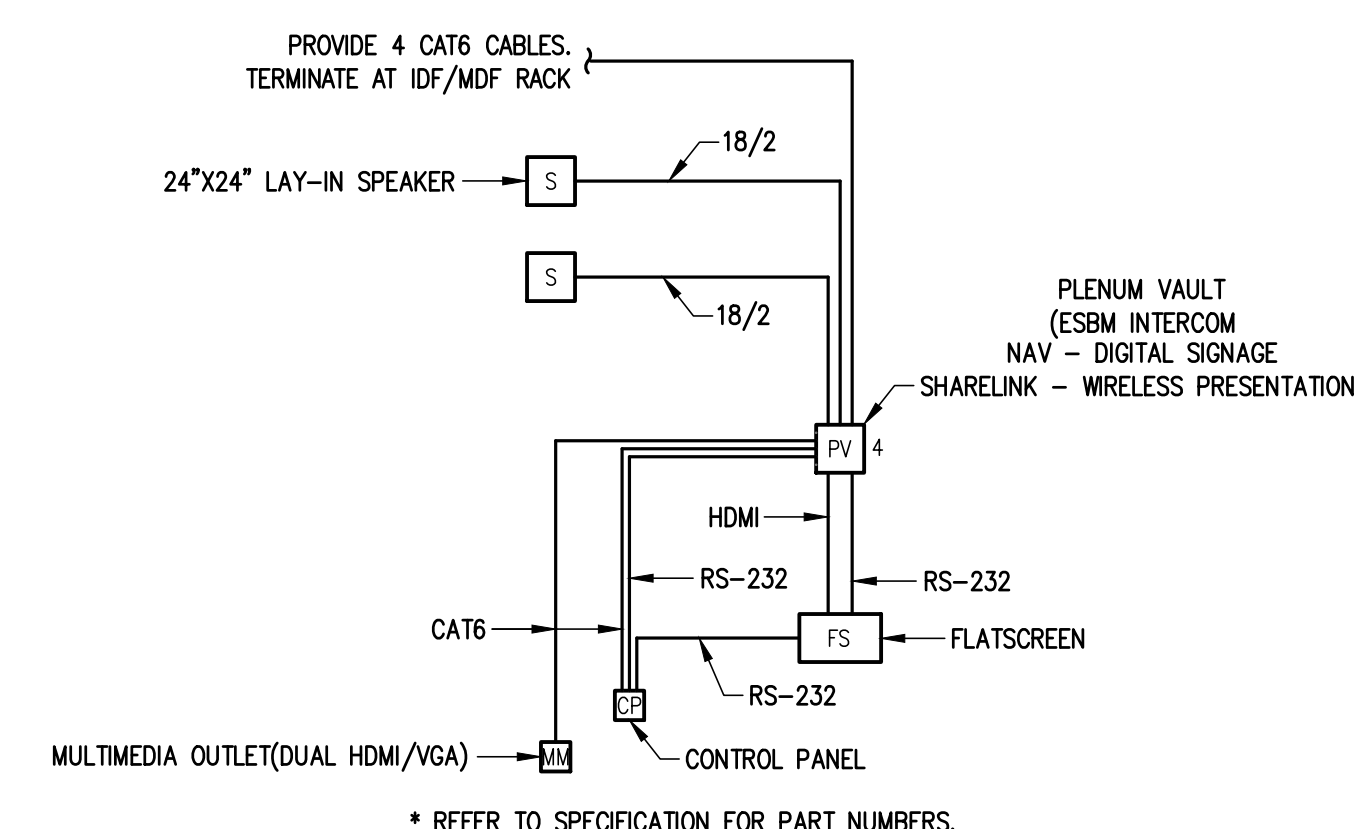 PROVIDE 4 CAT6 CABLES.
TERMINATE AT IDF/MDF RACK
18/2
24"X24" LAY-IN SPEAKER
S
S
18/2
PLENUM VAULT
(ESBM INTERCOM
NAV - DIGITAL SIGNAGE
SHARELINK - WIRELESS PRESENTATION
PV 4
HDMI
RS-232
RS-232
CAT6
FS
FLATSCREEN
RS-232
CP
CONTROL PANEL
MULTIMEDIA OUTLET(DUAL HDMI/VGA)
MM
* REFER TO SPECIFICATION FOR PART NUMBERS.